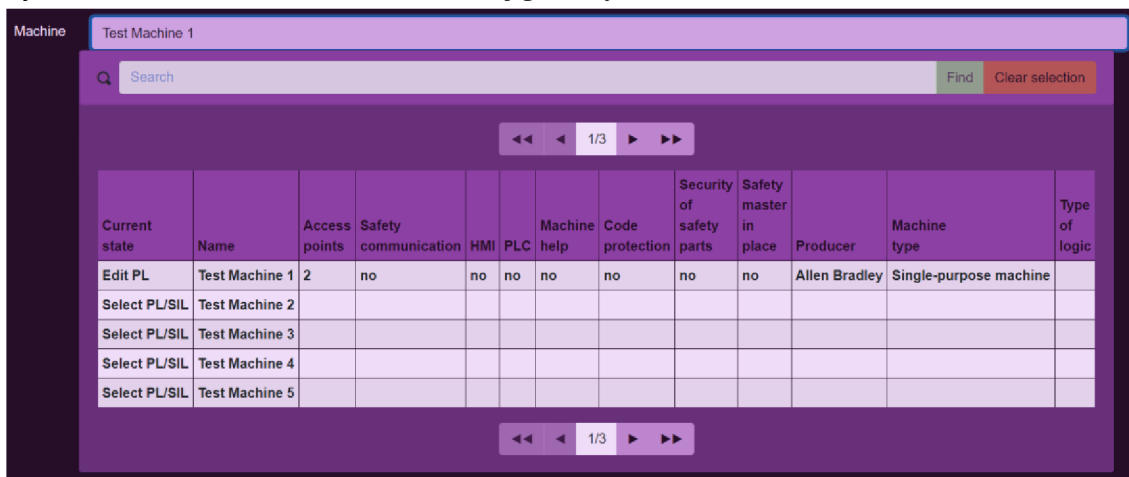 Machine Test Machine 1
Search Find Clear selection
1/3
Current state Name Access points Safety communication HMI PLC Machine help Code protection Security of safety parts Safety master in place Producer Machine type Type of logic
Edit PL Test Machine 1 2 no no no no no no no Allen Bradley Single-purpose machine
Select PL/SIL Test Machine 2
Select PL/SIL Test Machine 3
Select PL/SIL Test Machine 4
Select PL/SIL Test Machine 5
1/3